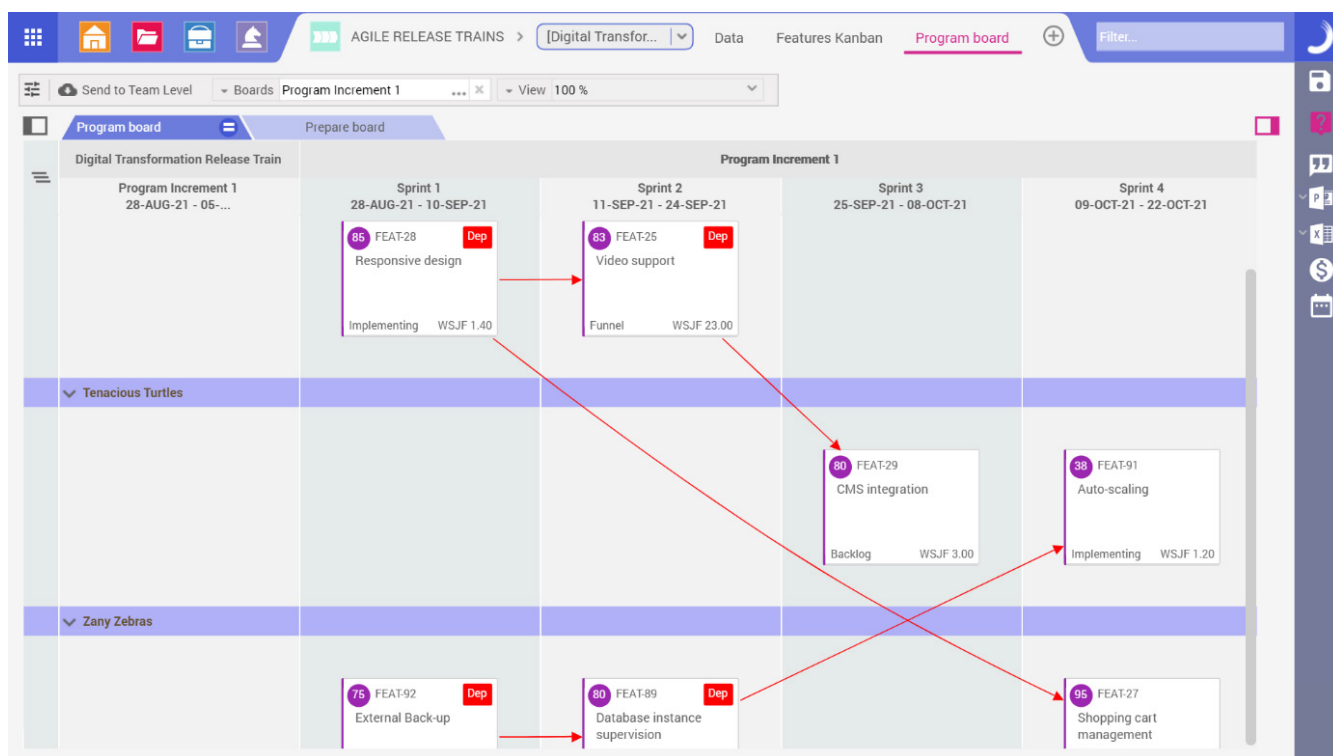 AGILE RELEASE TRAINS > [Digital Transfor... Data Features Kanban Program board Filter...
Send to Team Level Boards Program Increment 1 ... × View 100 %
Program board Prepare board
Digital Transformation Release Train Program Increment 1
Program Increment 1 Sprint 1 Sprint 2 Sprint 3 Sprint 4
28-AUG-21 - 05-... 28-AUG-21 - 10-SEP-21 11-SEP-21 - 24-SEP-21 25-SEP-21 - 08-OCT-21 09-OCT-21 - 22-OCT-21
85 FEAT-28 Dep 83 FEAT-25 Dep
Responsive design Video support
Implementing WSJF 1.40 Funnel WSJF 23.00
Tenacious Turtles
80 FEAT-29 38 FEAT-91
CMS integration Auto-scaling
Backlog WSJF 3.00 Implementing WSJF 1.20
Zany Zebras
75 FEAT-92 Dep 80 FEAT-89 Dep 95 FEAT-27
External Back-up Database instance Shopping cart
supervision management